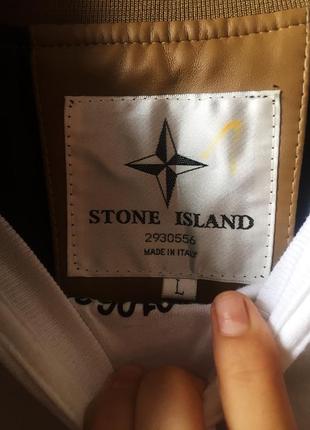 STONE ISLAND
2930556
MADE IN ITALY
L